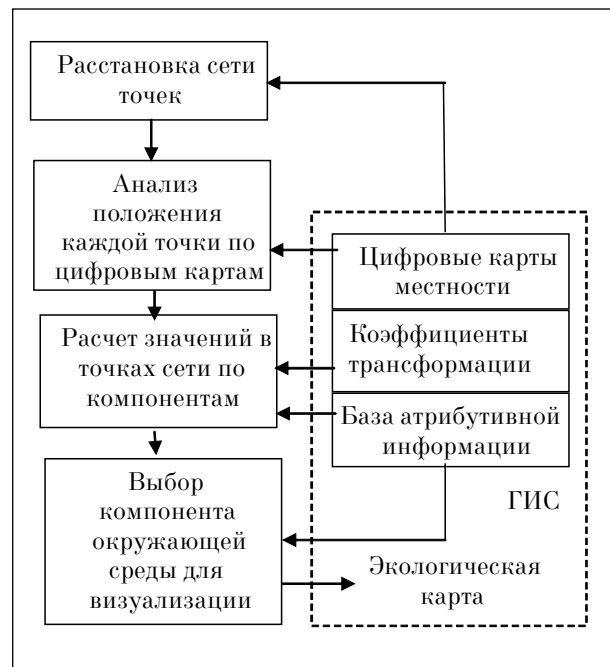 Расстановка сети
точек
Анализ
положения
каждой точки по
цифровым картам
Расчет значений в
точках сети по
компонентам
Выбор
компонента
окружающей
среды для
визуализации
Цифровые карты
местности
Коэффициенты
трансформации
База атрибутивной
информации
ГИС
Экологическая
карта